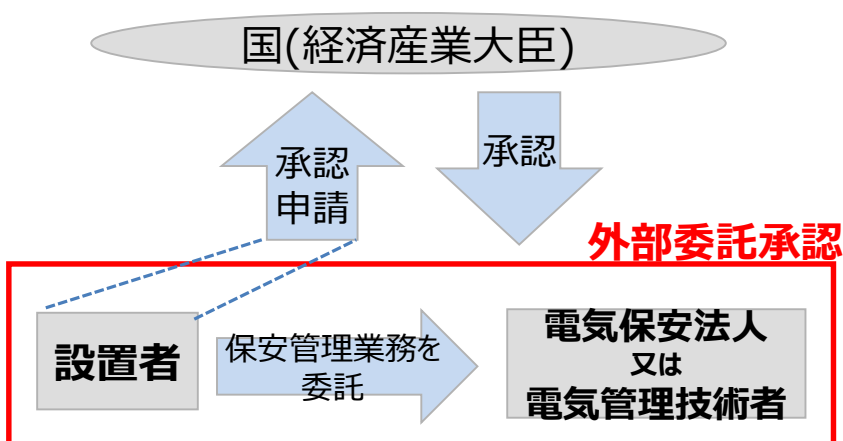 国(経済産業大臣)
承認
申請
承認
外部委託承認
設置者
保安管理業務を
委託
電気保安法人
又は
電気管理技術者